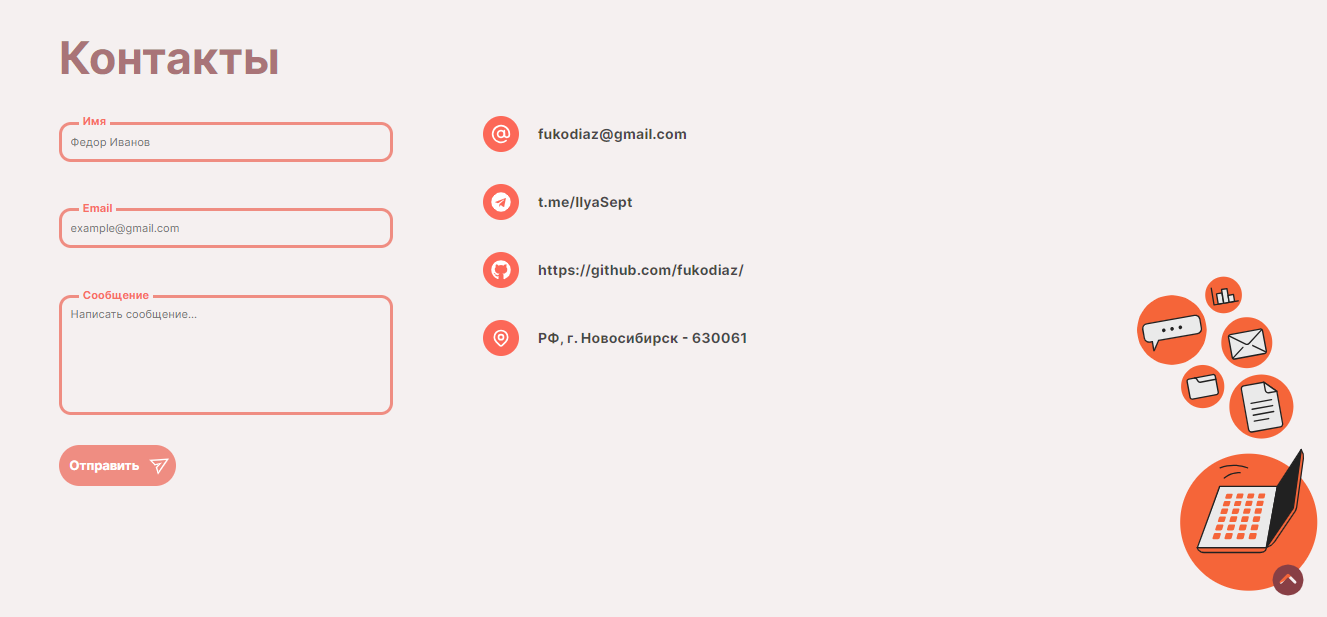 Контакты
Имя
Федор Иванов
Email
example@gmail.com
Сообщение
Написать сообщение...
Отправить
fukodiaz@gmail.com
t.me/IlyaSept
https://github.com/fukodiaz/
РФ, г. Новосибирск - 630061